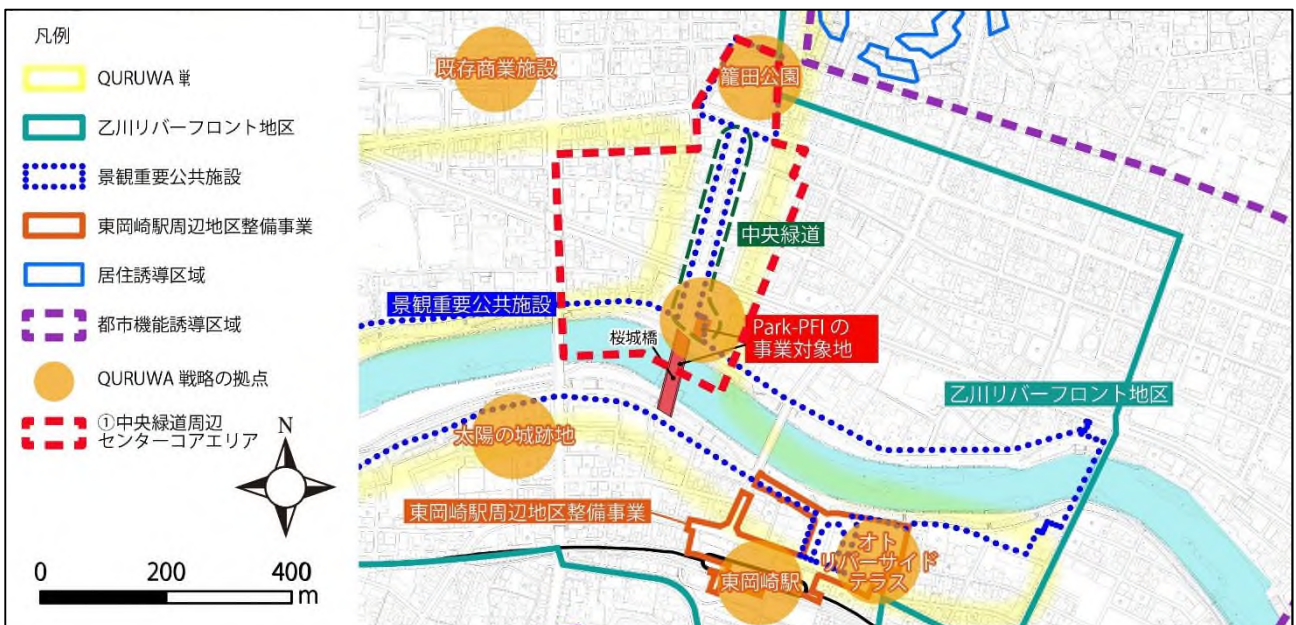 凡例
QURUWA
乙川リバーフロント地区
景観重要公共施設
東岡崎駅周辺地区整備事業
居住誘導区域
都市機能誘導区域
QURUWA 戦略の拠点
①中央緑道周辺
センターコアエリア
N
0 200 400
m
既存商業施設
籠田公園
中央緑道
景観重要公共施設
桜城橋
Park-PFI の
事業対象地
乙川リバーフロント地区
太陽の城跡地
東岡崎駅周辺地区整備事業
オト
リバーサイド
テラス
東岡崎駅